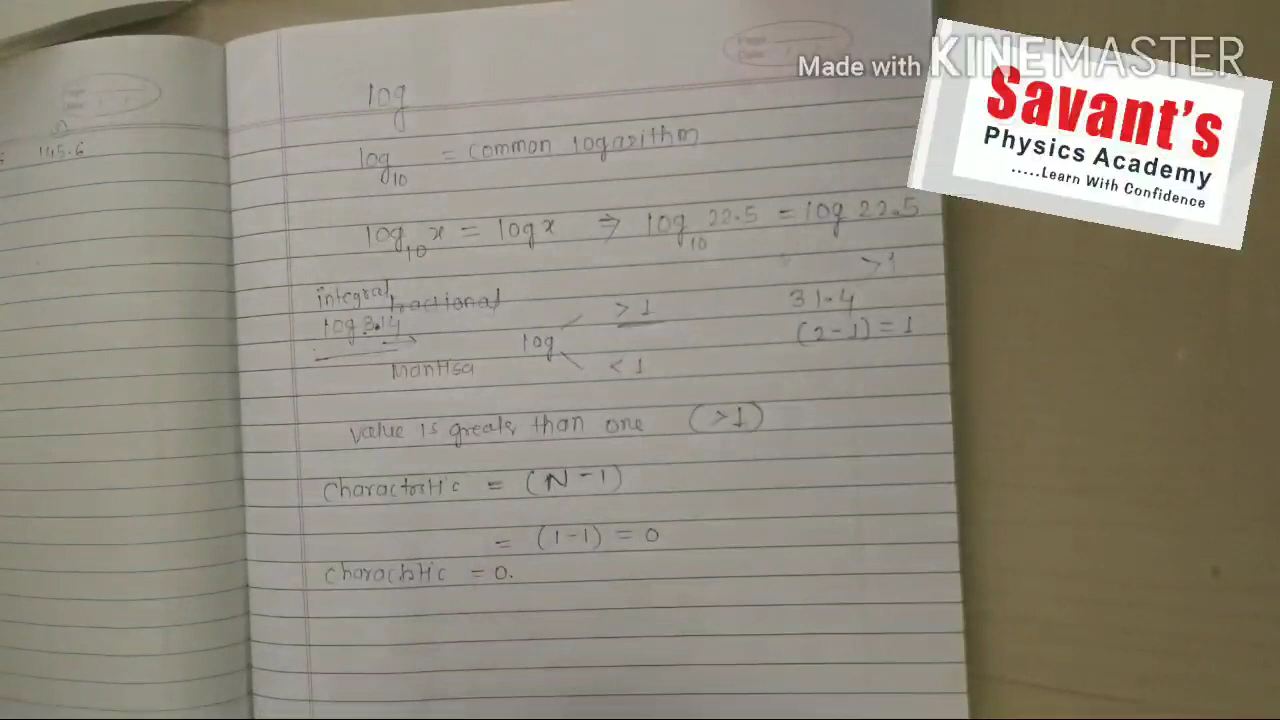 Made with KINEMASTER
Savant's
Physics Academy
.....Learn With Confidence
145.6
log
log10 = common logarithm
log10 x = log x ⇒ log10 22.5 = log 22.5
> 1
integral fractional
log 3.14
Mantisa
log > 1
< 1
31.4
(2-1) = 1
value is greater than one (>1)
= (N-1)
= (1-1) = 0
= 0.